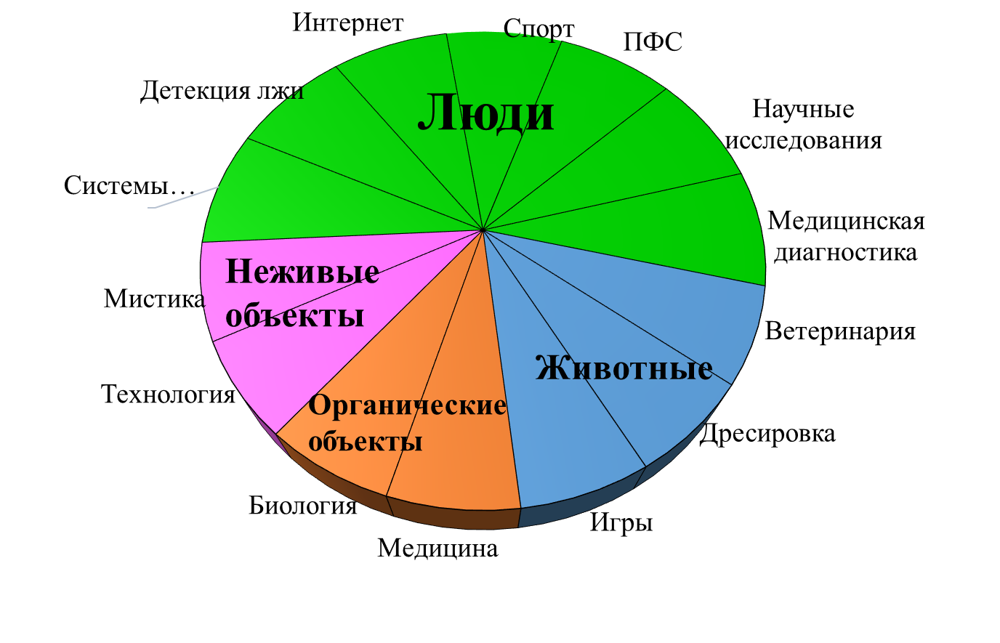 Интернет
Спорт
ПФС
Детекция лжи
Люди
Научные
исследования
Системы…
Медицинская
диагностика
Неживые
объекты
Мистика
Ветеринария
Животные
Технология
Органические
объекты
Дресировка
Биология
Игры
Медицина